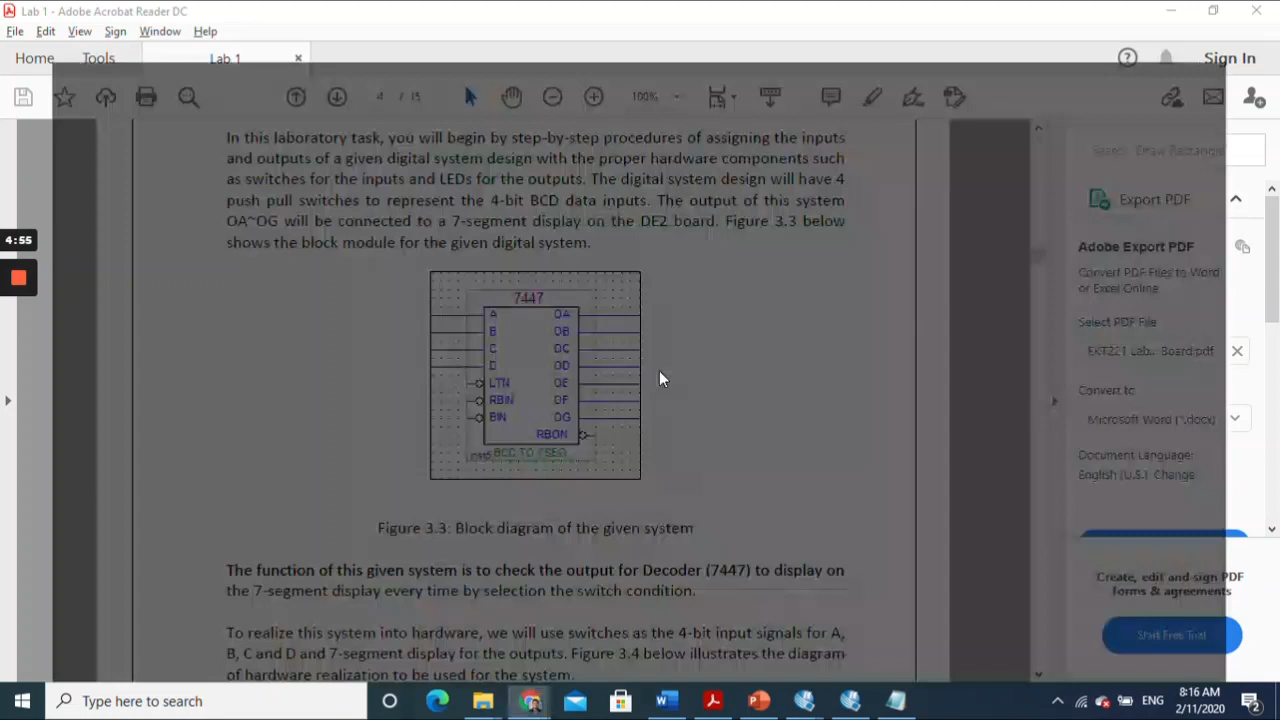 Lab 1 - Adobe Acrobat Reader DC
File Edit View Sign Window Help
Home Tools Lab 1 × Sign In
4 / 15 100%
In this laboratory task, you will begin by step-by-step procedures of assigning the inputs
and outputs of a given digital system design with the proper hardware components such
as switches for the inputs and LEDs for the outputs. The digital system design will have 4
push pull switches to represent the 4-bit BCD data inputs. The output of this system
OA~OG will be connected to a 7-segment display on the DE2 board. Figure 3.3 below
shows the block module for the given digital system.
4:55
7447
A OA
B OB
C OC
D OD
LTN OE
RBIN OF
BIN OG
RBON
BCD TO 7SEG
Figure 3.3: Block diagram of the given system
The function of this given system is to check the output for Decoder (7447) to display on
the 7-segment display every time by selection the switch condition.
To realize this system into hardware, we will use switches as the 4-bit input signals for A,
B, C and D and 7-segment display for the outputs. Figure 3.4 below illustrates the diagram
of hardware realization to be used for the system.
Export PDF
Adobe Export PDF
Convert PDF Files to Word
or Excel Online
Select PDF File
EKT221 Lab... Board.pdf
Convert to
Microsoft Word (*.docx)
Document Language:
English (U.S.) Change
Create, edit and sign PDF
forms & agreements
Start Free Trial
Type here to search
ENG
8:16 AM
2/11/2020
2